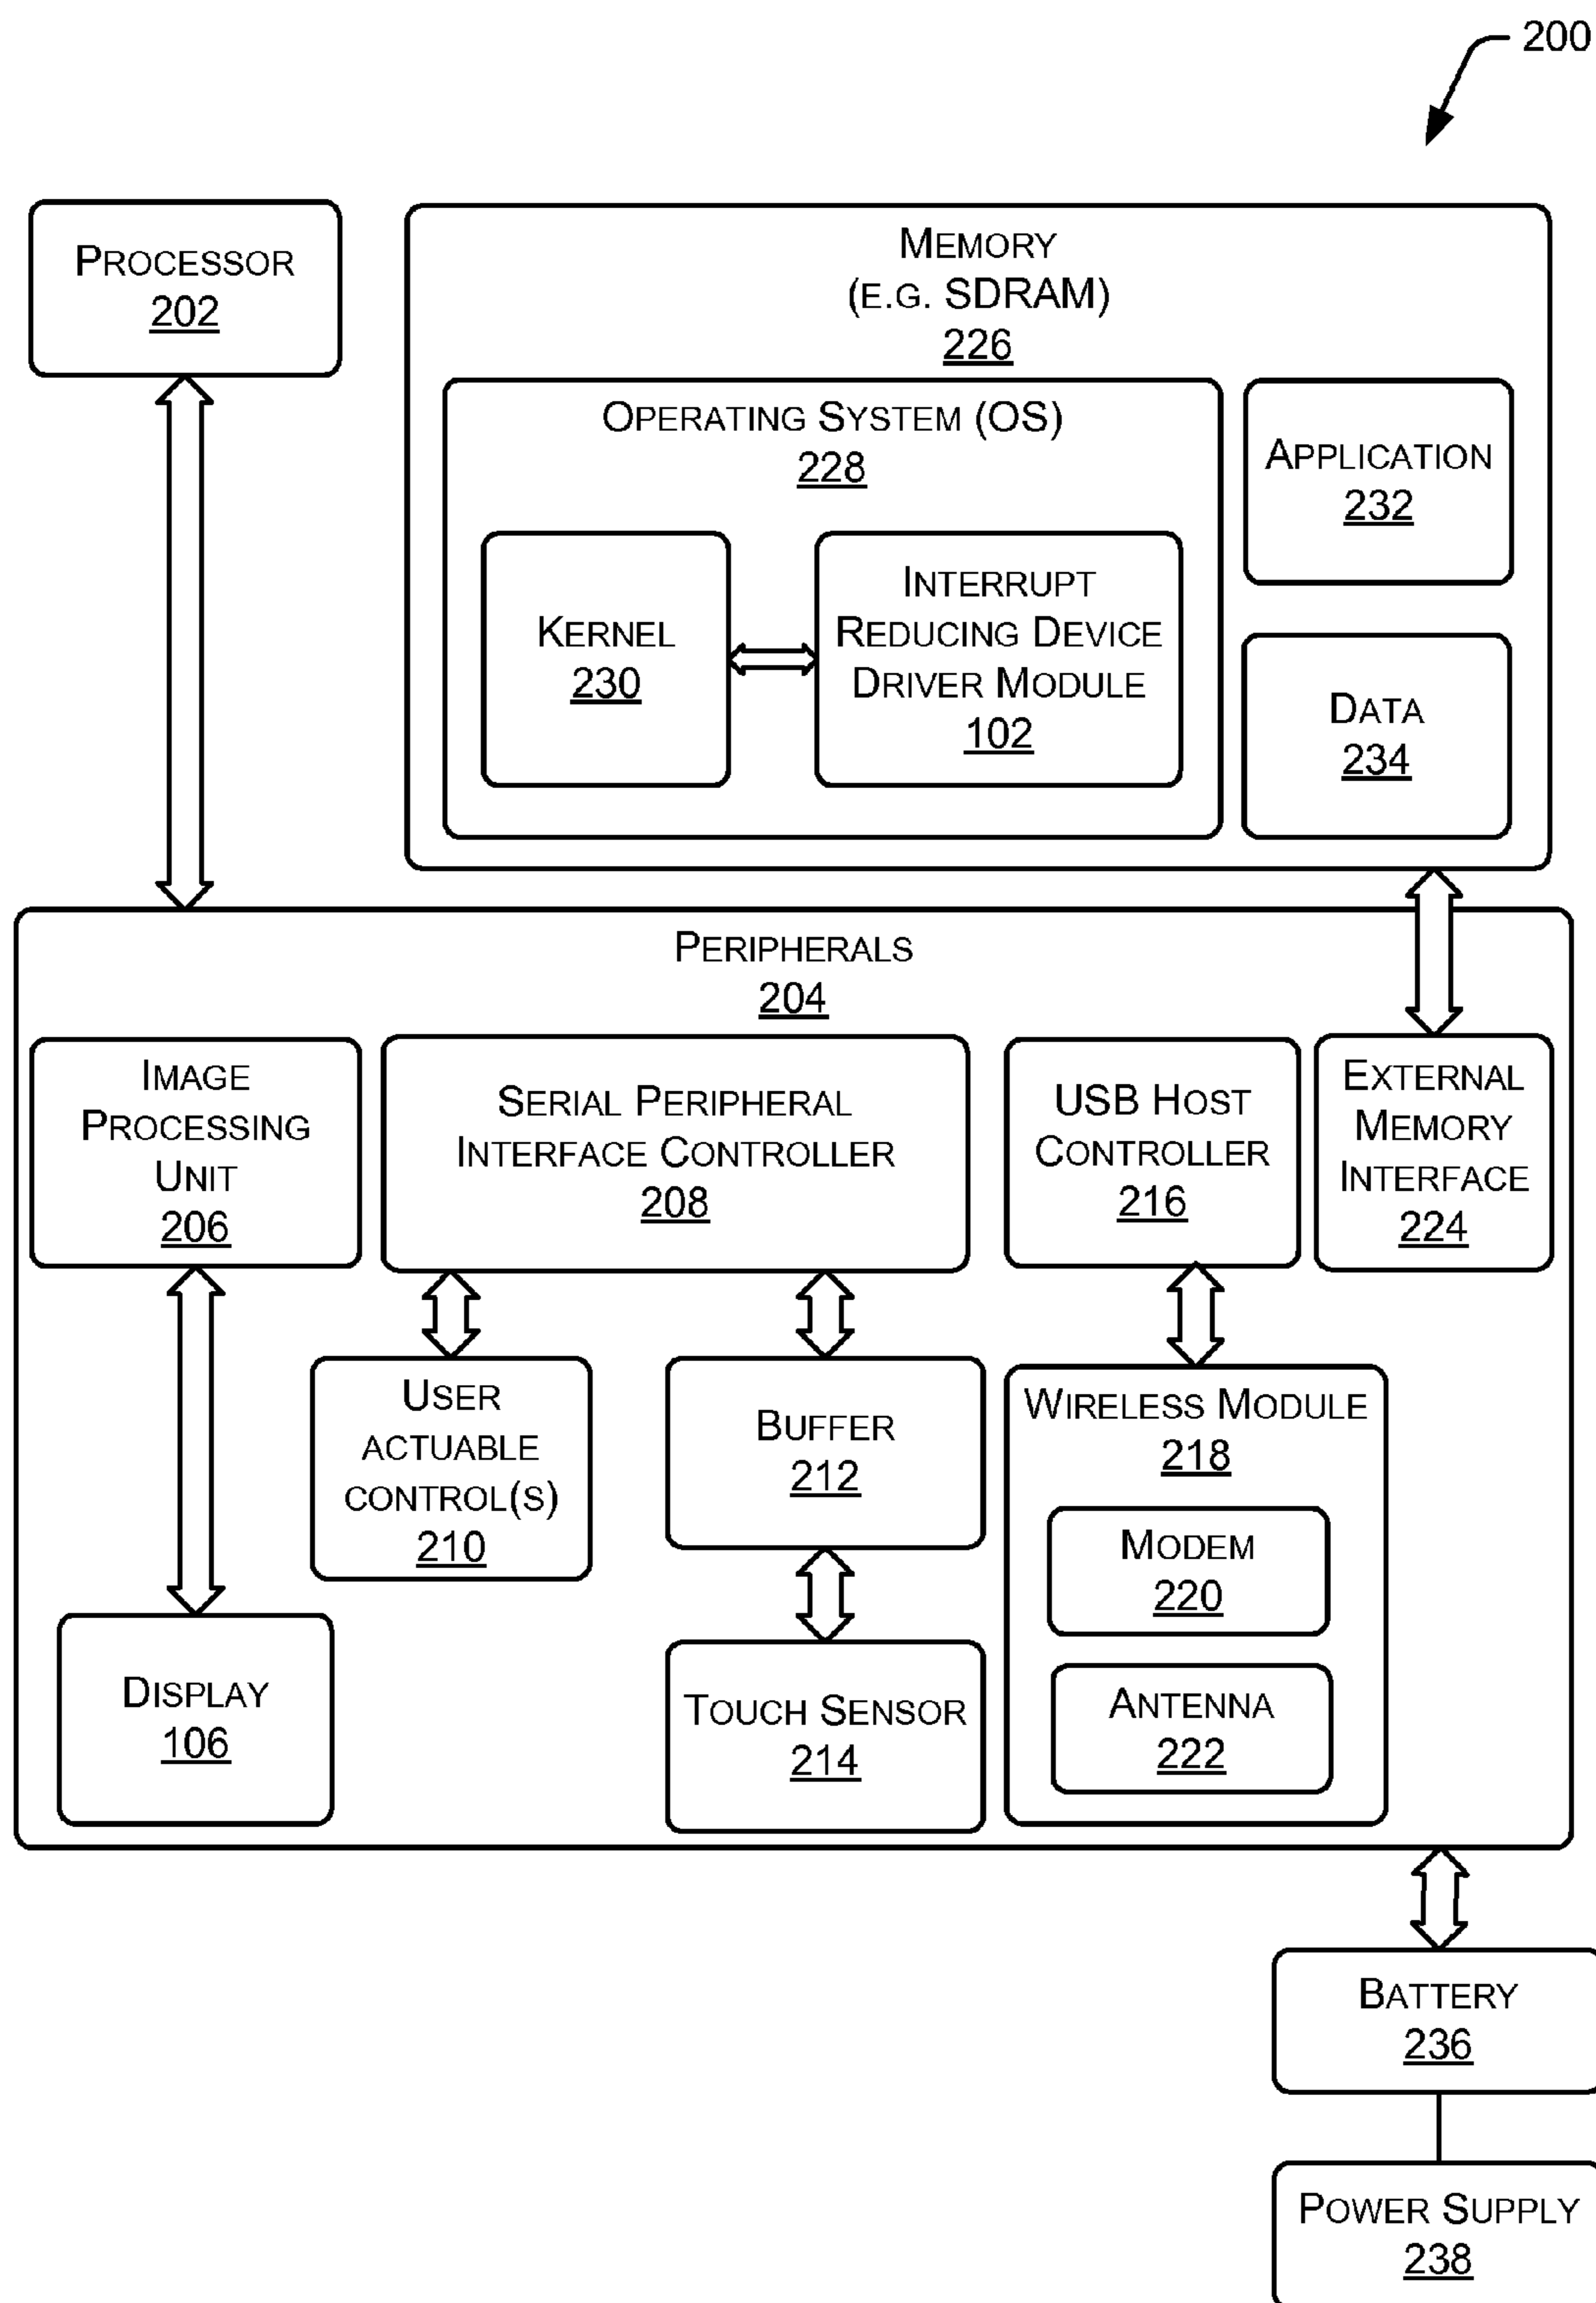 200
PROCESSOR
202
MEMORY
(E.G. SDRAM)
226
OPERATING SYSTEM (OS)
228
KERNEL
230
INTERRUPT
REDUCING DEVICE
DRIVER MODULE
102
APPLICATION
232
DATA
234
PERIPHERALS
204
IMAGE
PROCESSING
UNIT
206
SERIAL PERIPHERAL
INTERFACE CONTROLLER
208
USB HOST
CONTROLLER
216
EXTERNAL
MEMORY
INTERFACE
224
USER
ACTUABLE
CONTROL(S)
210
BUFFER
212
WIRELESS MODULE
218
MODEM
220
ANTENNA
222
DISPLAY
106
TOUCH SENSOR
214
BATTERY
236
POWER SUPPLY
238